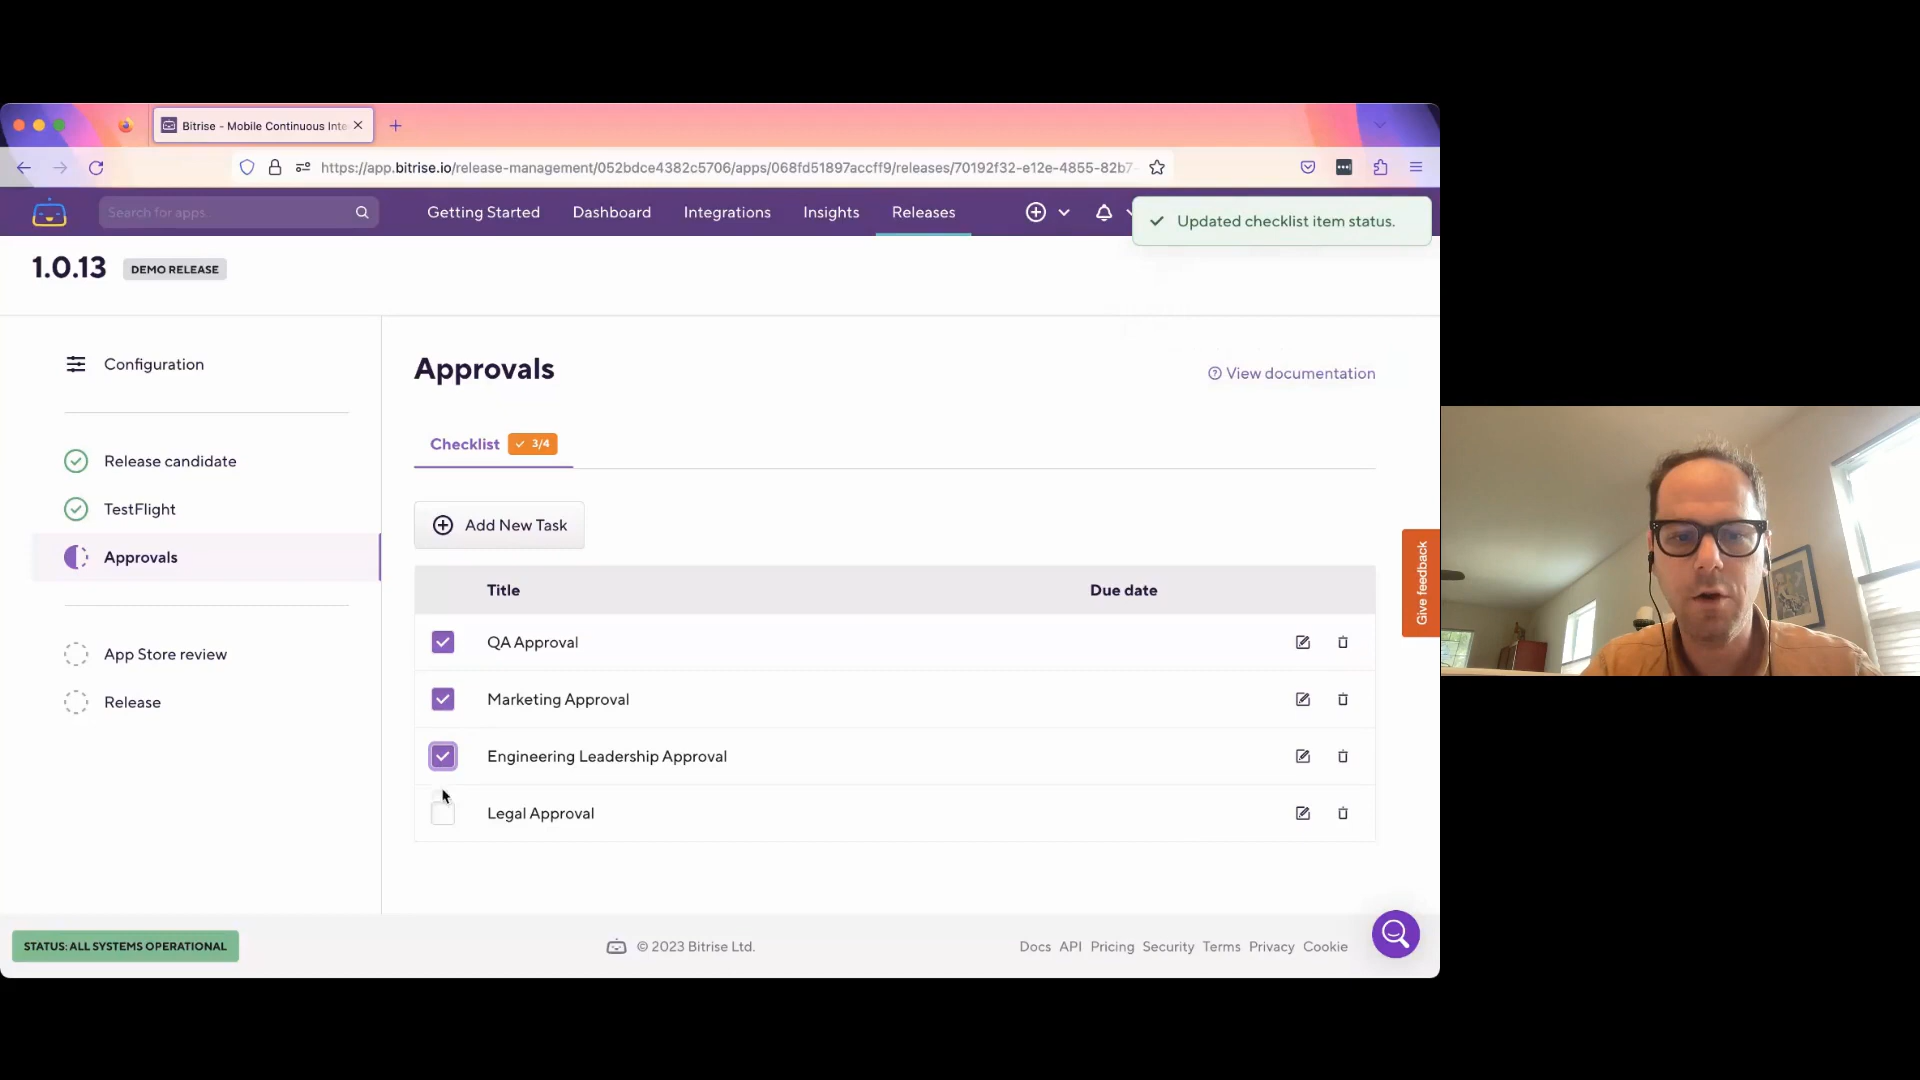 Bitrise - Mobile Continuous Inte
https://app.bitrise.io/release-management/052bdce4382c5706/apps/068fd51897accff9/releases/70192f32-e12e-4855-82b7-
Search for apps.
Getting Started
Dashboard
Integrations
Insights
Releases
Updated checklist item status.
1.0.13
DEMO RELEASE
Configuration
Release candidate
TestFlight
Approvals
App Store review
Release
Approvals
View documentation
Checklist
3/4
Add New Task
Title
Due date
QA Approval
Marketing Approval
Engineering Leadership Approval
Legal Approval
Give feedback
STATUS: ALL SYSTEMS OPERATIONAL
© 2023 Bitrise Ltd.
Docs API Pricing Security Terms Privacy Cookie